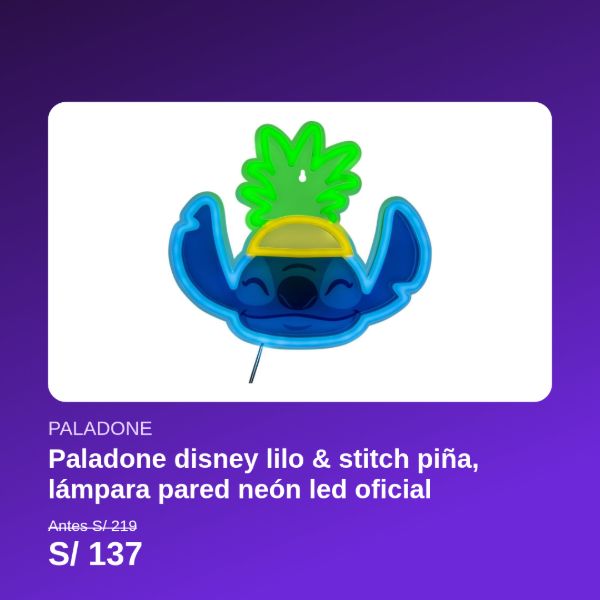 PALADONE
Paladone disney lilo & stitch piña,
lámpara pared neón led oficial
Antes S/ 219
S/ 137